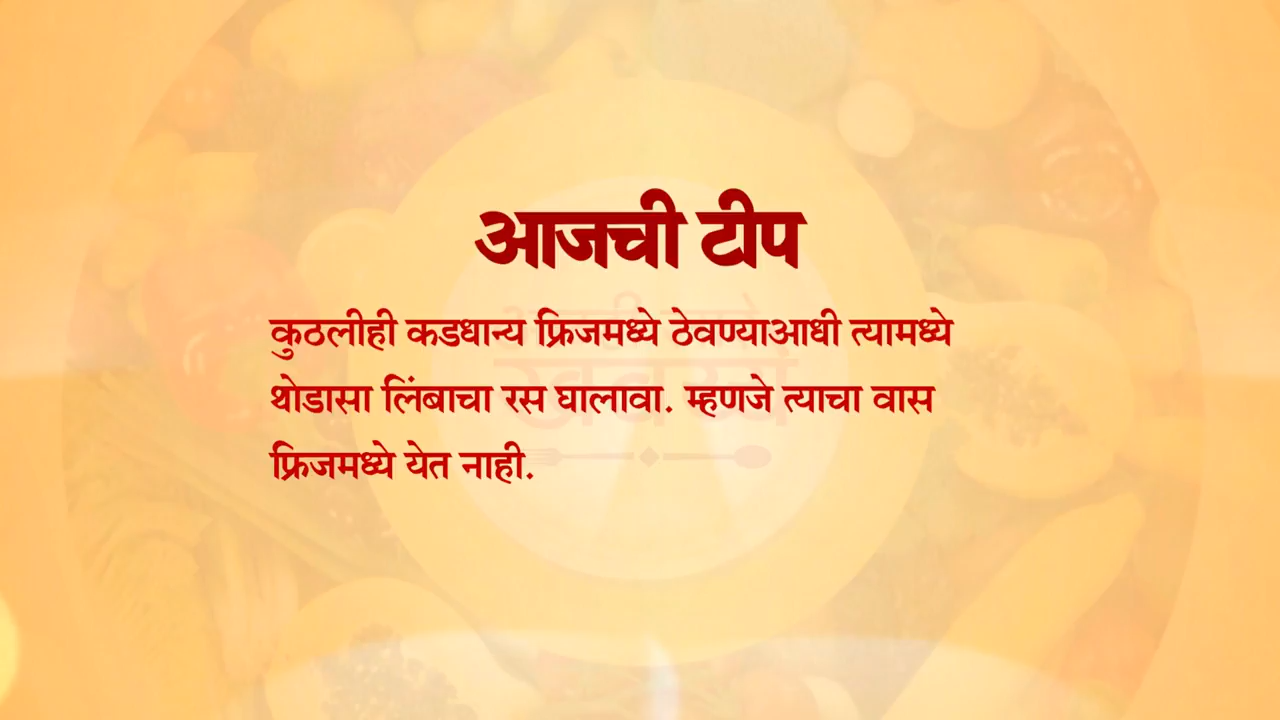 आजची टीप
कुठलीही कडधान्य फ्रिजमध्ये ठेवण्याआधी त्यामध्ये
थोडासा लिंबाचा रस घालावा. म्हणजे त्याचा वास
फ्रिजमध्ये येत नाही.